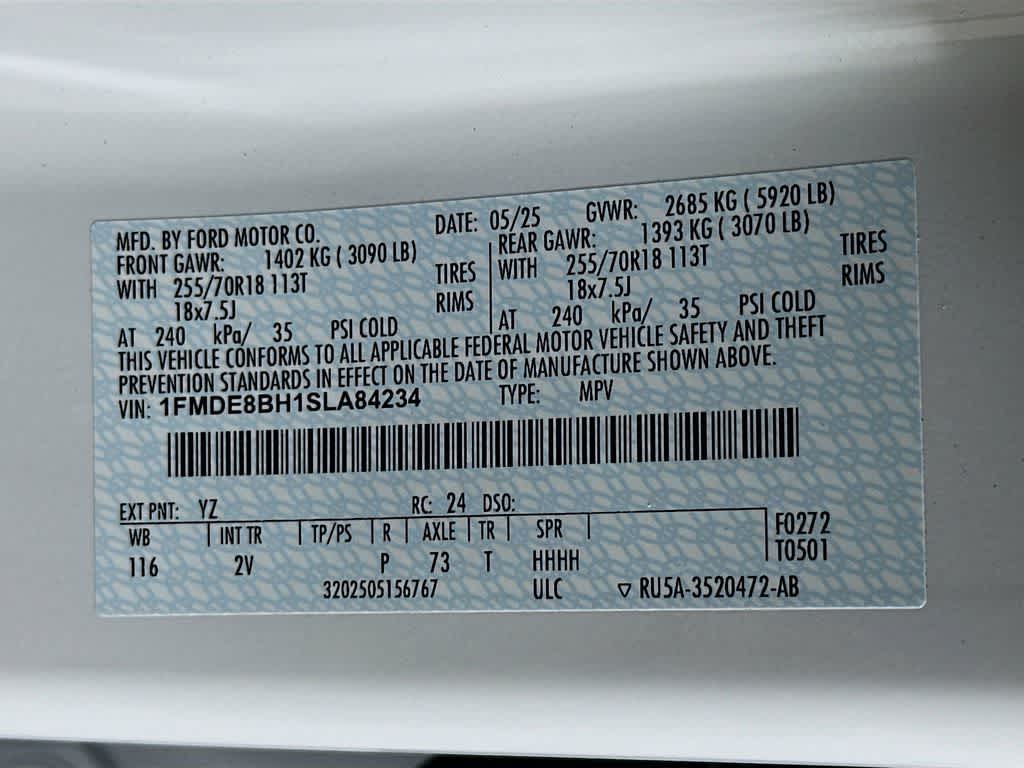 MFD. BY FORD MOTOR CO.
DATE: 05/25
GVWR: 2685 KG ( 5920 LB)
FRONT GAWR: 1402 KG ( 3090 LB)
WITH 255/70R18 113T TIRES
18x7.5J RIMS
AT 240 kPa/ 35 PSI COLD
REAR GAWR: 1393 KG ( 3070 LB)
WITH 255/70R18 113T TIRES
18x7.5J RIMS
AT 240 kPa/ 35 PSI COLD
THIS VEHICLE CONFORMS TO ALL APPLICABLE FEDERAL MOTOR VEHICLE SAFETY AND THEFT
PREVENTION STANDARDS IN EFFECT ON THE DATE OF MANUFACTURE SHOWN ABOVE.
VIN: 1FMDE8BH1SLA84234 TYPE: MPV
EXT PNT: YZ RC: 24 DSO:
WB INT TR TP/PS R AXLE TR SPR F0272
116 2V P 73 T HHHH T0501
3202505156767 ULC ▽ RU5A-3520472-AB